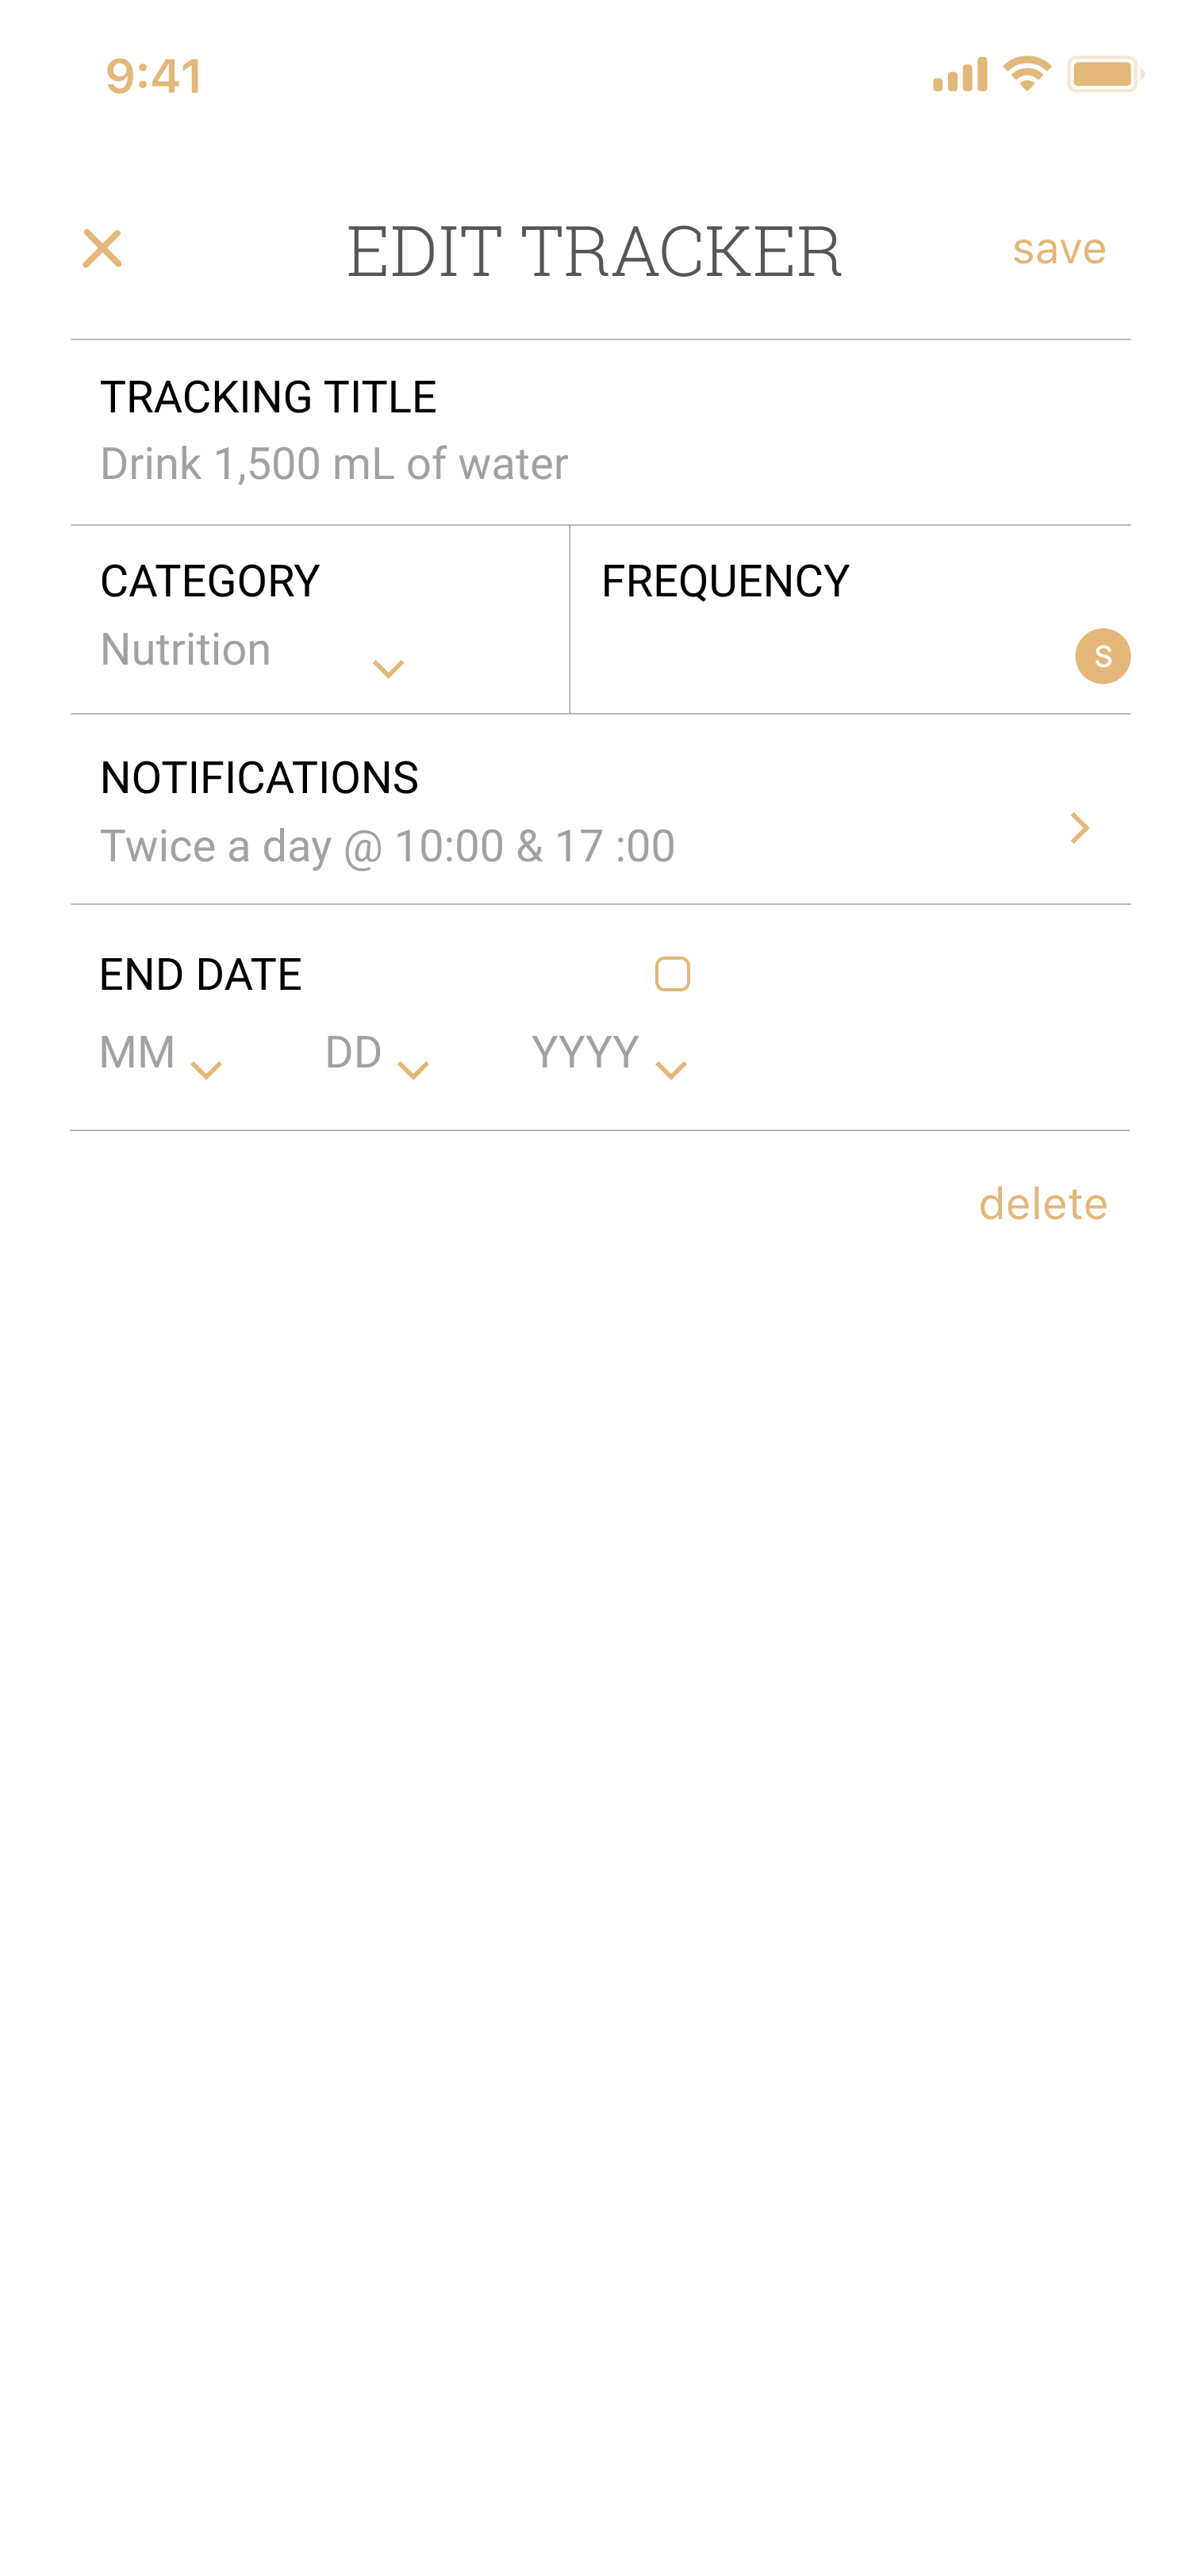 9:41
EDIT TRACKER
save
TRACKING TITLE
Drink 1,500 mL of water
CATEGORY
Nutrition
FREQUENCY
S
NOTIFICATIONS
Twice a day @ 10:00 & 17 :00
END DATE
MM DD YYYY
delete